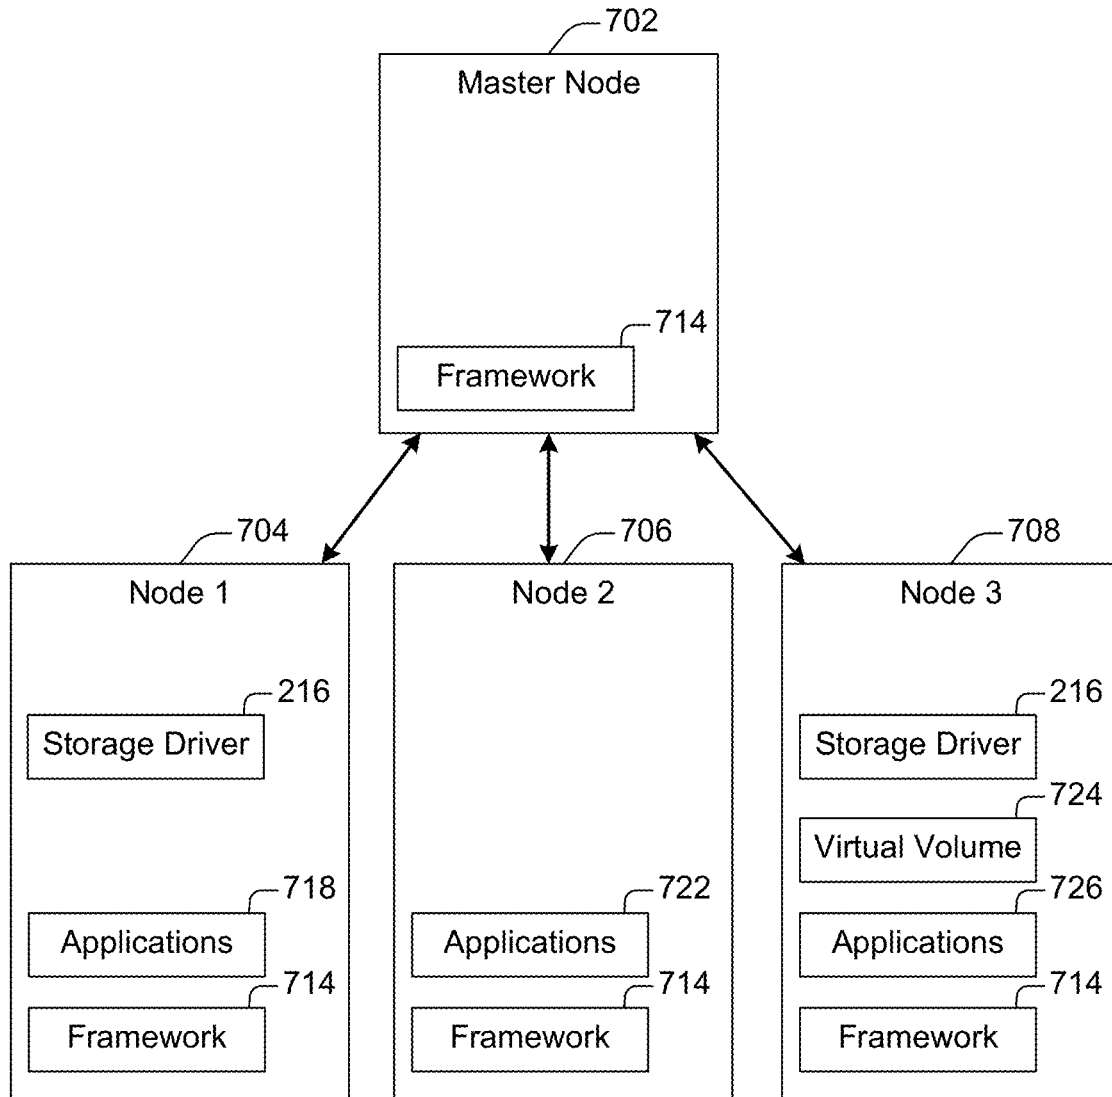 702
Master Node
714
Framework
704
706
708
Node 1
Node 2
Node 3
216
216
Storage Driver
Storage Driver
724
Virtual Volume
718
722
726
Applications
Applications
Applications
714
714
714
Framework
Framework
Framework